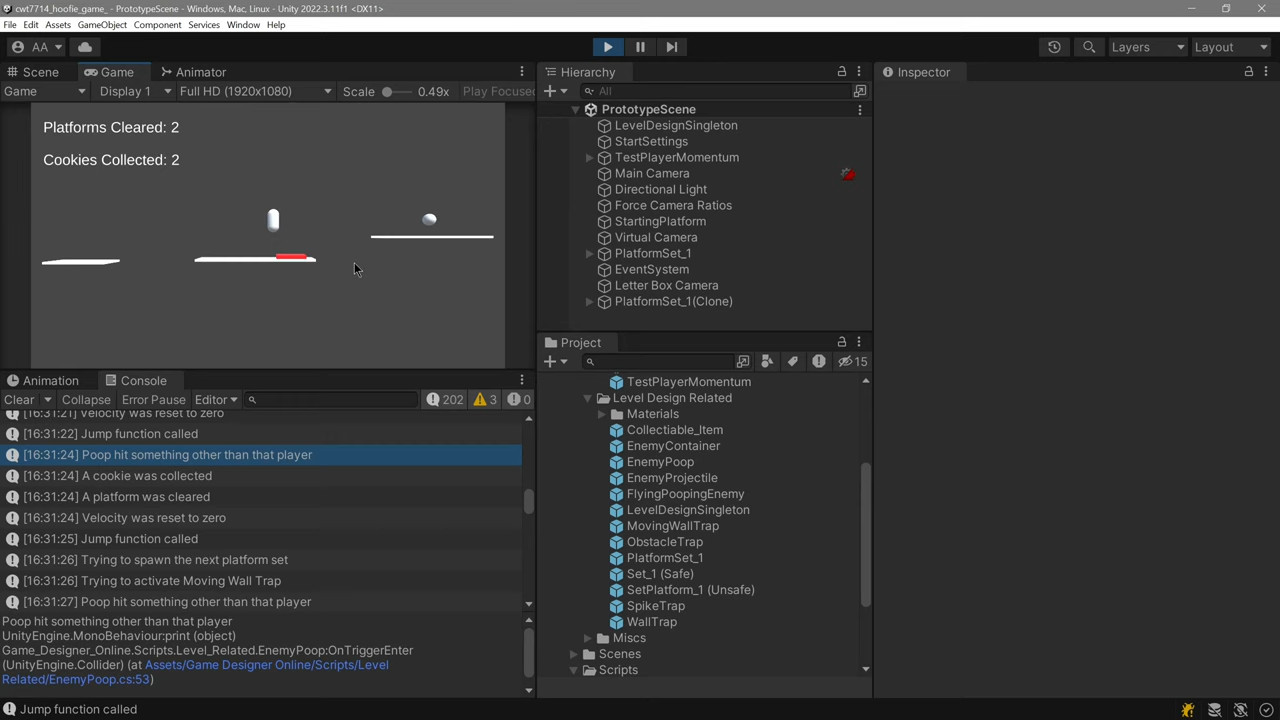 cwt7714_hoofie_game_ - PrototypeScene - Windows, Mac, Linux - Unity 2022.3.11f1 <DX11>
File Edit Assets GameObject Component Services Window Help
AA
Layers
Layout
Scene
Game
Animator
Game
Display 1
Full HD (1920x1080)
Scale
0.49x
Play Focused
Platforms Cleared: 2
Cookies Collected: 2
Hierarchy
All
PrototypeScene
LevelDesignSingleton
StartSettings
TestPlayerMomentum
Main Camera
Directional Light
Force Camera Ratios
StartingPlatform
Virtual Camera
PlatformSet_1
EventSystem
Letter Box Camera
PlatformSet_1(Clone)
Inspector
Project
15
TestPlayerMomentum
Level Design Related
Materials
Collectiable_Item
EnemyContainer
EnemyPoop
EnemyProjectile
FlyingPoopingEnemy
LevelDesignSingleton
MovingWallTrap
ObstacleTrap
PlatformSet_1
Set_1 (Safe)
SetPlatform_1 (Unsafe)
SpikeTrap
WallTrap
Miscs
Scenes
Scripts
Animation
Console
Clear
Collapse
Error Pause
Editor
202
3
0
[16:31:21] Velocity was reset to zero
[16:31:22] Jump function called
[16:31:24] Poop hit something other than that player
[16:31:24] A cookie was collected
[16:31:24] A platform was cleared
[16:31:24] Velocity was reset to zero
[16:31:25] Jump function called
[16:31:26] Trying to spawn the next platform set
[16:31:26] Trying to activate Moving Wall Trap
[16:31:27] Poop hit something other than that player
Poop hit something other than that player
UnityEngine.MonoBehaviour:print (object)
Game_Designer_Online.Scripts.Level_Related.EnemyPoop:OnTriggerEnter
(UnityEngine.Collider) (at Assets/Game Designer Online/Scripts/Level
Related/EnemyPoop.cs:53)
Jump function called